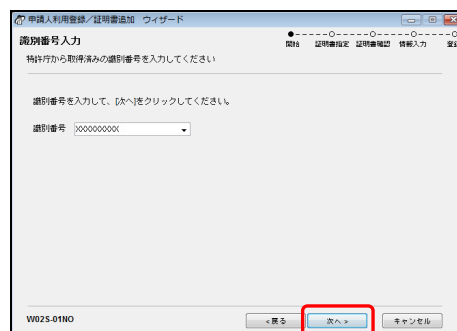 申請人利用登録／証明書追加　ウィザード
識別番号入力
特許庁から取得済みの識別番号を入力してください
開始 証明書指定 証明書確認 情報入力
識別番号を入力して、[次へ]をクリックしてください。
識別番号 XXXXXXXXX
W02S-01NO
<戻る 次へ > キャンセル